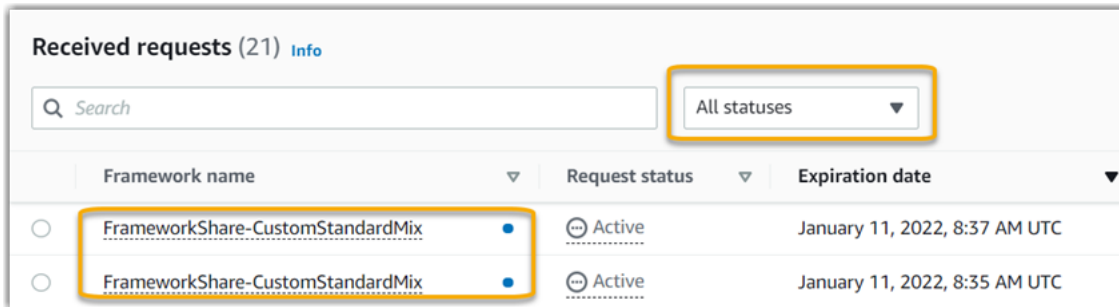 Received requests (21) Info
Search All statuses
Framework name Request status Expiration date
FrameworkShare-CustomStandardMix Active January 11, 2022, 8:37 AM UTC
FrameworkShare-CustomStandardMix Active January 11, 2022, 8:35 AM UTC